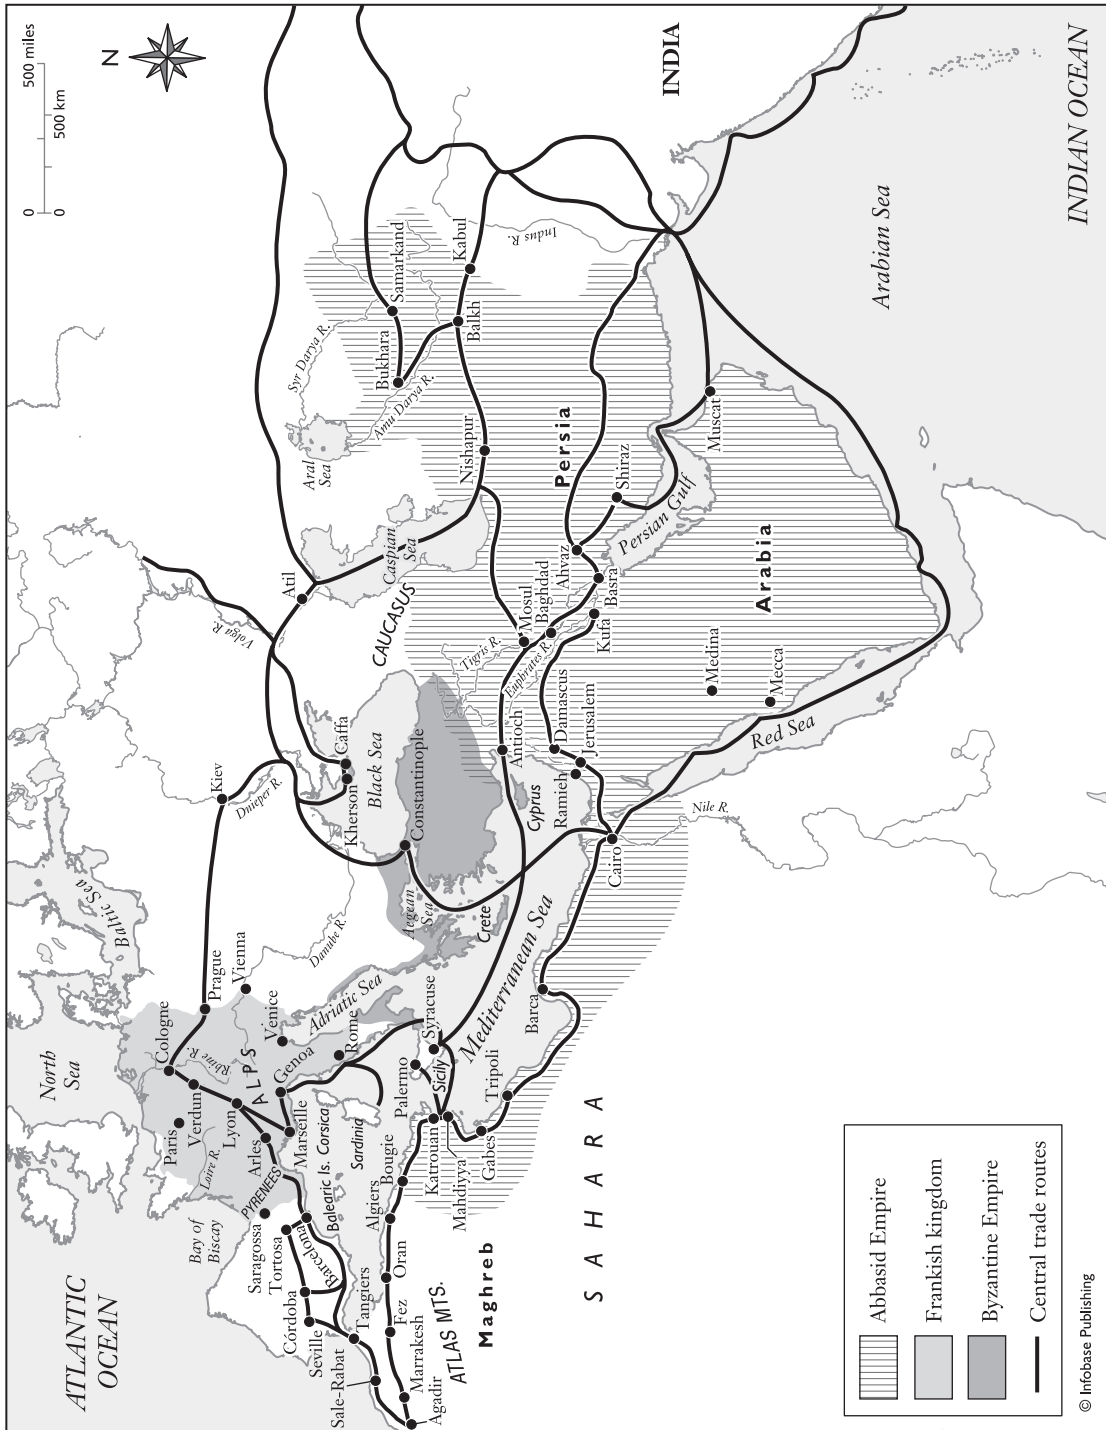 ATLANTIC
OCEAN
North
Sea
Baltic Sea
Bay of
Biscay
Paris
Loire R.
Verdun
Cologne
Rhine R.
Lyon
ALPS
Arles
PYRENEES
Marseille
Genoa
Venice
Prague
Vienna
Adriatic Sea
Rome
Danube R.
Kiev
Dnieper R.
Volga R.
Atil
Kherson
Caffa
Black Sea
CAUCASUS
Caspian
Sea
Aral
Sea
Syr Darya R.
Amu Darya R.
Bukhara
Samarkand
Nishapur
Balkh
Kabul
Indus R.
INDIA
Saragossa
Tortosa
Barcelona
Córdoba
Seville
Balearic Is.
Corsica
Sardinia
Tangiers
Sale-Rabat
Agadir
Marrakesh
Fez
Oran
Algiers
Bougie
ATLAS MTS.
Maghreb
Katrouan
Mahdiyya
Gabes
Tripoli
Palermo
Sicily
Syracuse
Mediterranean Sea
Barca
Aegean
Sea
Crete
Constantinople
Cyprus
Antioch
Damascus
Jerusalem
Ramieh
Cairo
Nile R.
Tigris R.
Euphrates R.
Mosul
Baghdad
Kufa
Basra
Ahvaz
Persia
Shiraz
Persian Gulf
Muscat
Arabia
Medina
Mecca
Red Sea
Arabian Sea
INDIAN OCEAN
SAHARA
N
0 500 miles
0 500 km
Abbasid Empire
Frankish kingdom
Byzantine Empire
Central trade routes
© Infobase Publishing